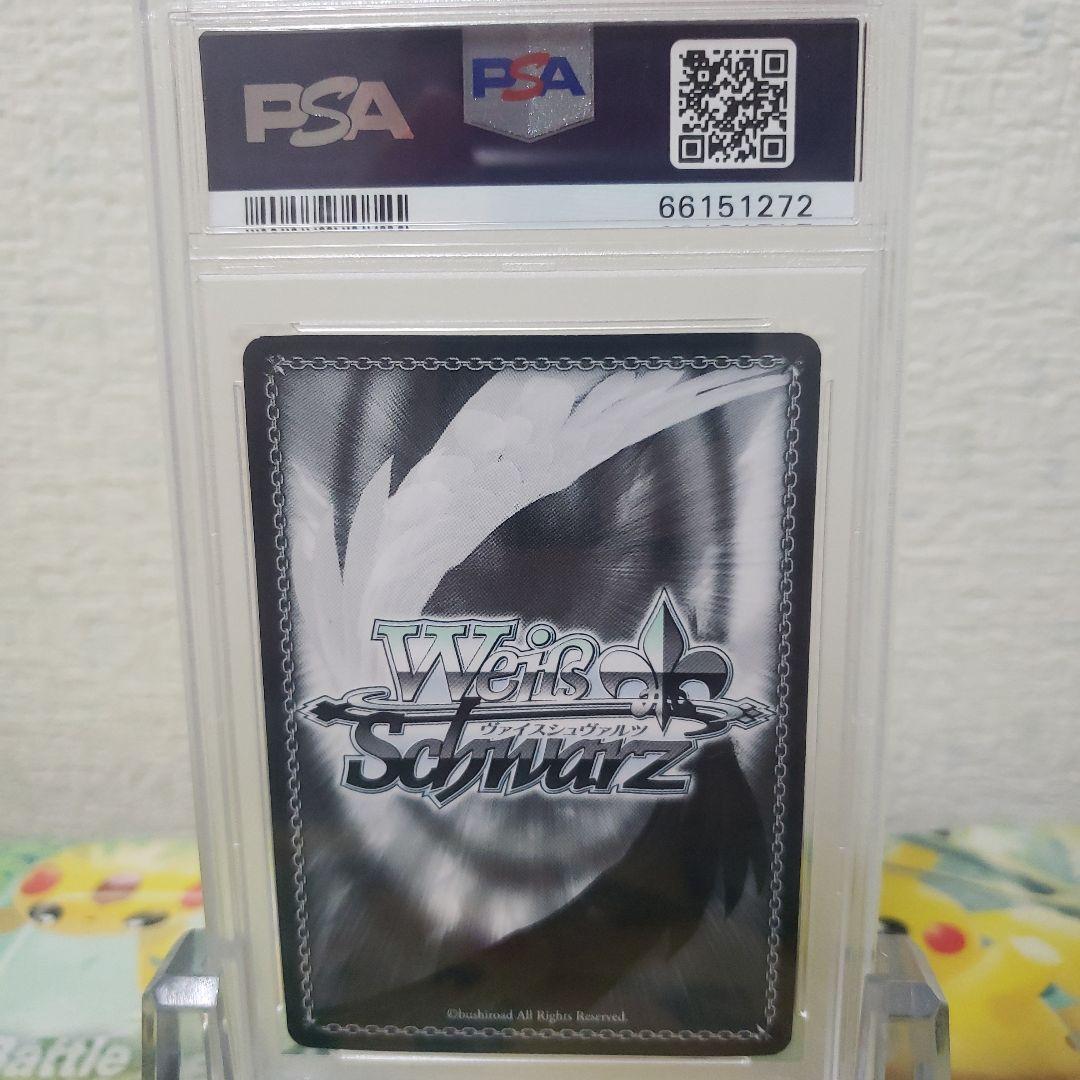 PSA
PSA
66151272
Weiß
ヴァイスシュヴァルツ
Schwarz
©bushiroad All Rights Reserved.
Battle